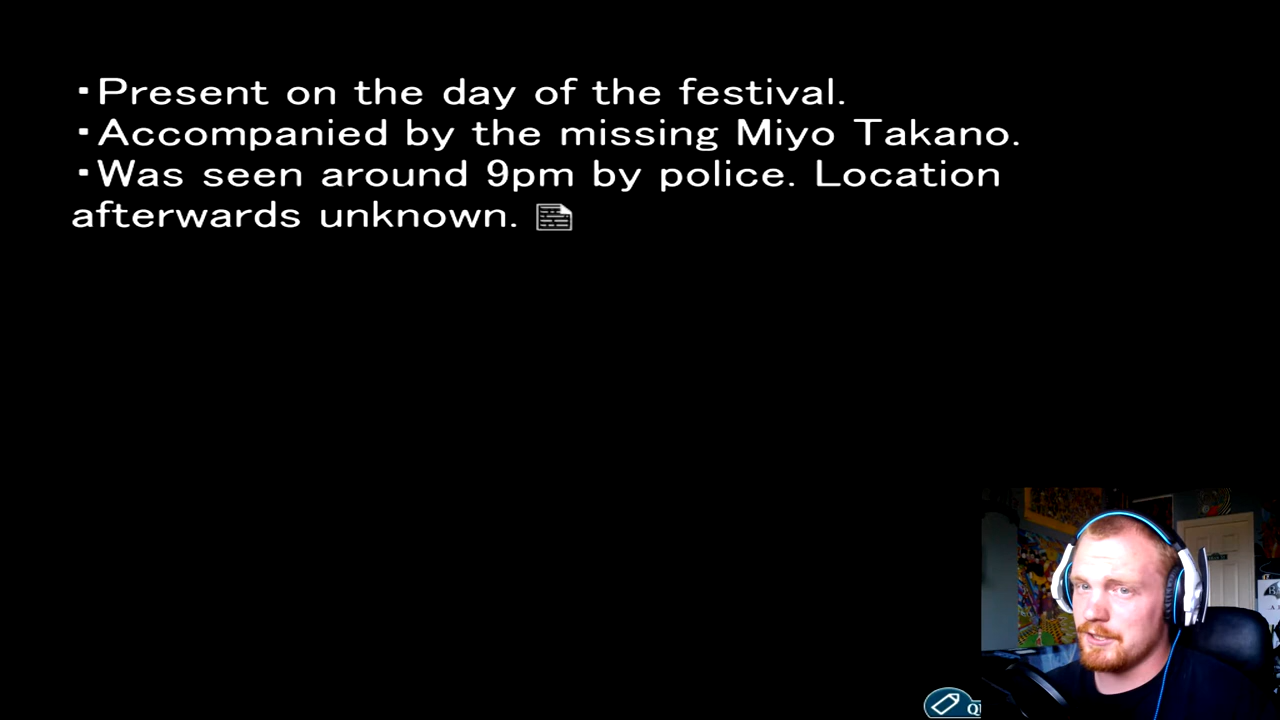 ・Present on the day of the festival.
・Accompanied by the missing Miyo Takano.
・Was seen around 9pm by police. Location
afterwards unknown.